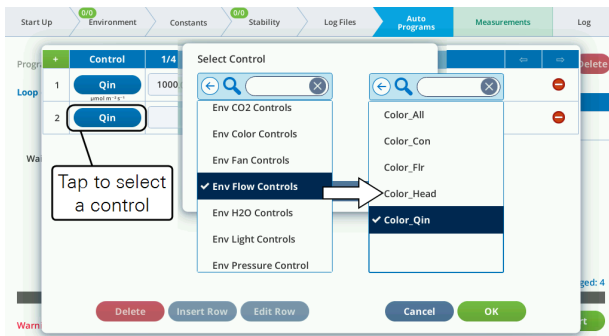 Start Up
0/0
Environment
Constants
0/0
Stability
Log Files
Auto
Programs
Measurements
Log
Progr
Delete
+
Control
1/4
Select Control
Loop
1
Qin
1000
µmol m⁻² s⁻¹
2
Qin
Wa
Tap to select
a control
Env CO2 Controls
Env Color Controls
Env Fan Controls
Env Flow Controls
Env H2O Controls
Env Light Controls
Env Pressure Control
Color_All
Color_Con
Color_Flr
Color_Head
Color_Qin
ged: 4
Delete
Insert Row
Edit Row
Cancel
OK
Warn
rt